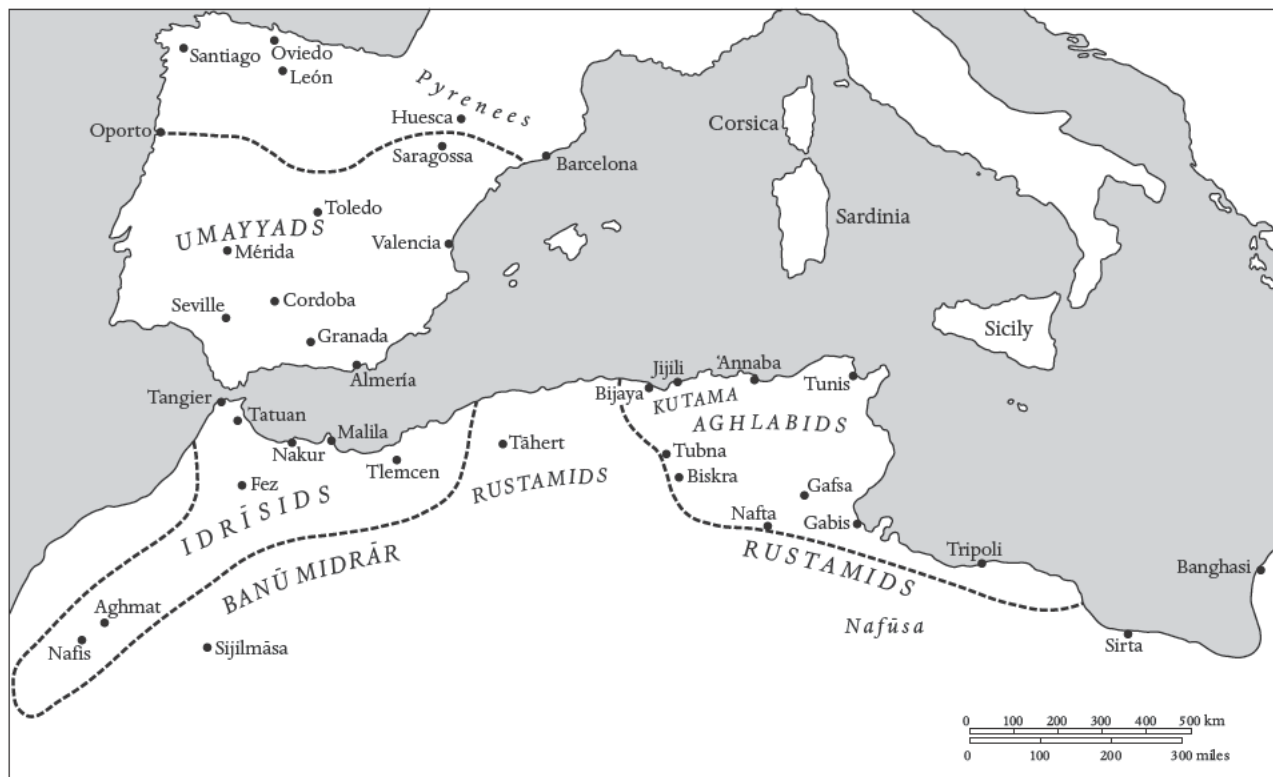 Santiago
Oviedo
León
Pyrenees
Huesca
Oporto
Saragossa
Barcelona
Corsica
Sardinia
Toledo
UMAYYADS
Mérida
Valencia
Seville
Cordoba
Granada
Almería
Sicily
Tangier
Tatuan
Nakur
Malila
Tlemcen
Fez
IDRĪSIDS
Tāhert
RUSTAMIDS
Bijaya
Jijili
'Annaba
Tunis
KUTAMA
AGHLABIDS
Tubna
Biskra
Gafsa
Nafta
Gabis
RUSTAMIDS
Tripoli
Banghasi
BANŪ MIDRĀR
Aghmat
Nafis
Sijilmāsa
Nafūsa
Sirta
0 100 200 300 400 500 km
0 100 200 300 miles